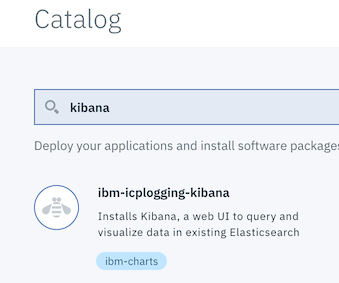 Catalog
kibana
Deploy your applications and install software packages
ibm-icplogging-kibana
Installs Kibana, a web UI to query and
visualize data in existing Elasticsearch
ibm-charts